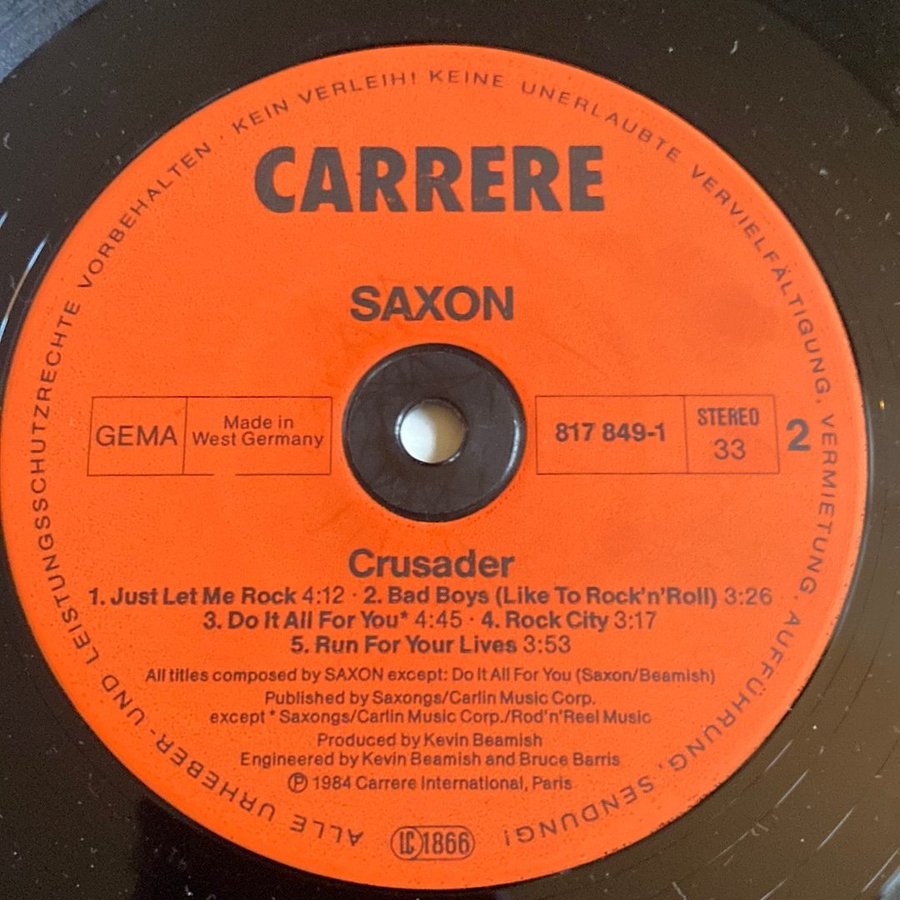 ALLE URHEBER- UND LEISTUNGSSCHUTZRECHTE VORBEHALTEN · KEIN VERLEIH! KEINE UNERLAUBTE VERVIELFÄLTIGUNG, VERMIETUNG, AUFFÜHRUNG, SENDUNG!
CARRERE
SAXON
GEMA
Made in
West Germany
817 849-1
STEREO
33
2
Crusader
1. Just Let Me Rock 4:12 · 2. Bad Boys (Like To Rock'n'Roll) 3:26
3. Do It All For You* 4:45 · 4. Rock City 3:17
5. Run For Your Lives 3:53
All titles composed by SAXON except: Do It All For You (Saxon/Beamish)
Published by Saxongs/Carlin Music Corp.
except * Saxongs/Carlin Music Corp./Rod'n'Reel Music
Produced by Kevin Beamish
Engineered by Kevin Beamish and Bruce Barris
℗ 1984 Carrere International, Paris
LC 1866